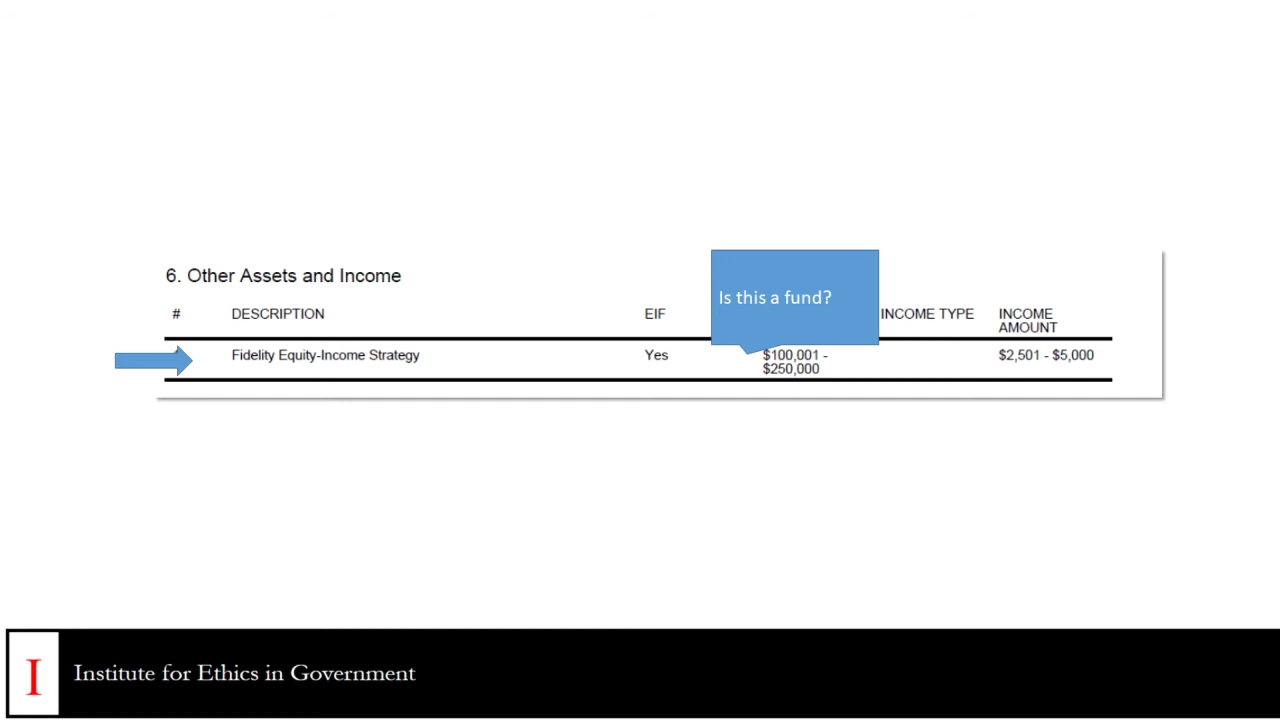 6. Other Assets and Income
Is this a fund?
# DESCRIPTION EIF INCOME TYPE INCOME
AMOUNT
Fidelity Equity-Income Strategy Yes $100,001 - $2,501 - $5,000
$250,000
I Institute for Ethics in Government